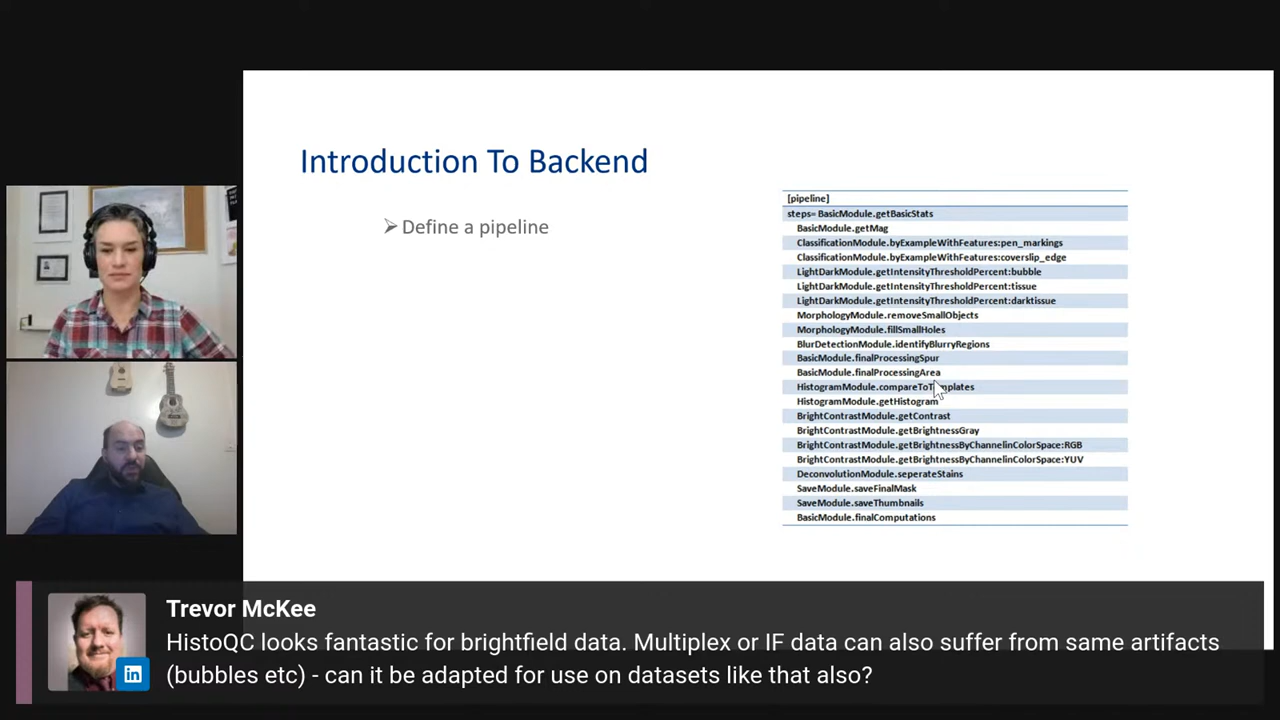 Introduction To Backend
Define a pipeline
[pipeline]
steps= BasicModule.getBasicStats
BasicModule.getMag
ClassificationModule.byExampleWithFeatures:pen_markings
ClassificationModule.byExampleWithFeatures:coverslip_edge
LightDarkModule.getIntensityThresholdPercent:bubble
LightDarkModule.getIntensityThresholdPercent:tissue
LightDarkModule.getIntensityThresholdPercent:darktissue
MorphologyModule.removeSmallObjects
MorphologyModule.fillSmallHoles
BlurDetectionModule.identifyBlurryRegions
BasicModule.finalProcessingSpur
BasicModule.finalProcessingArea
HistogramModule.compareToTemplates
HistogramModule.getHistogram
BrightContrastModule.getContrast
BrightContrastModule.getBrightnessGray
BrightContrastModule.getBrightnessByChannelinColorSpace:RGB
BrightContrastModule.getBrightnessByChannelinColorSpace:YUV
DeconvolutionModule.seperateStains
SaveModule.saveFinalMask
SaveModule.saveThumbnails
BasicModule.finalComputations
Trevor McKee
HistoQC looks fantastic for brightfield data. Multiplex or IF data can also suffer from same artifacts
(bubbles etc) - can it be adapted for use on datasets like that also?
in